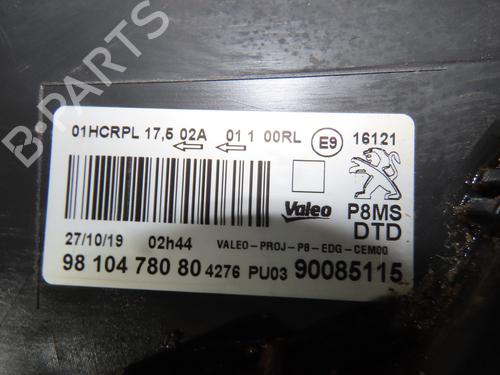 B-PARTS
01HCRPL 17,5 02A 01 1 00RL E9 16121
Valeo P8MS
DTD
27/10/19 02h44 VALEO-PROJ-P8-EDG-CEM00
98 104 780 80 4276 PU03 90085115